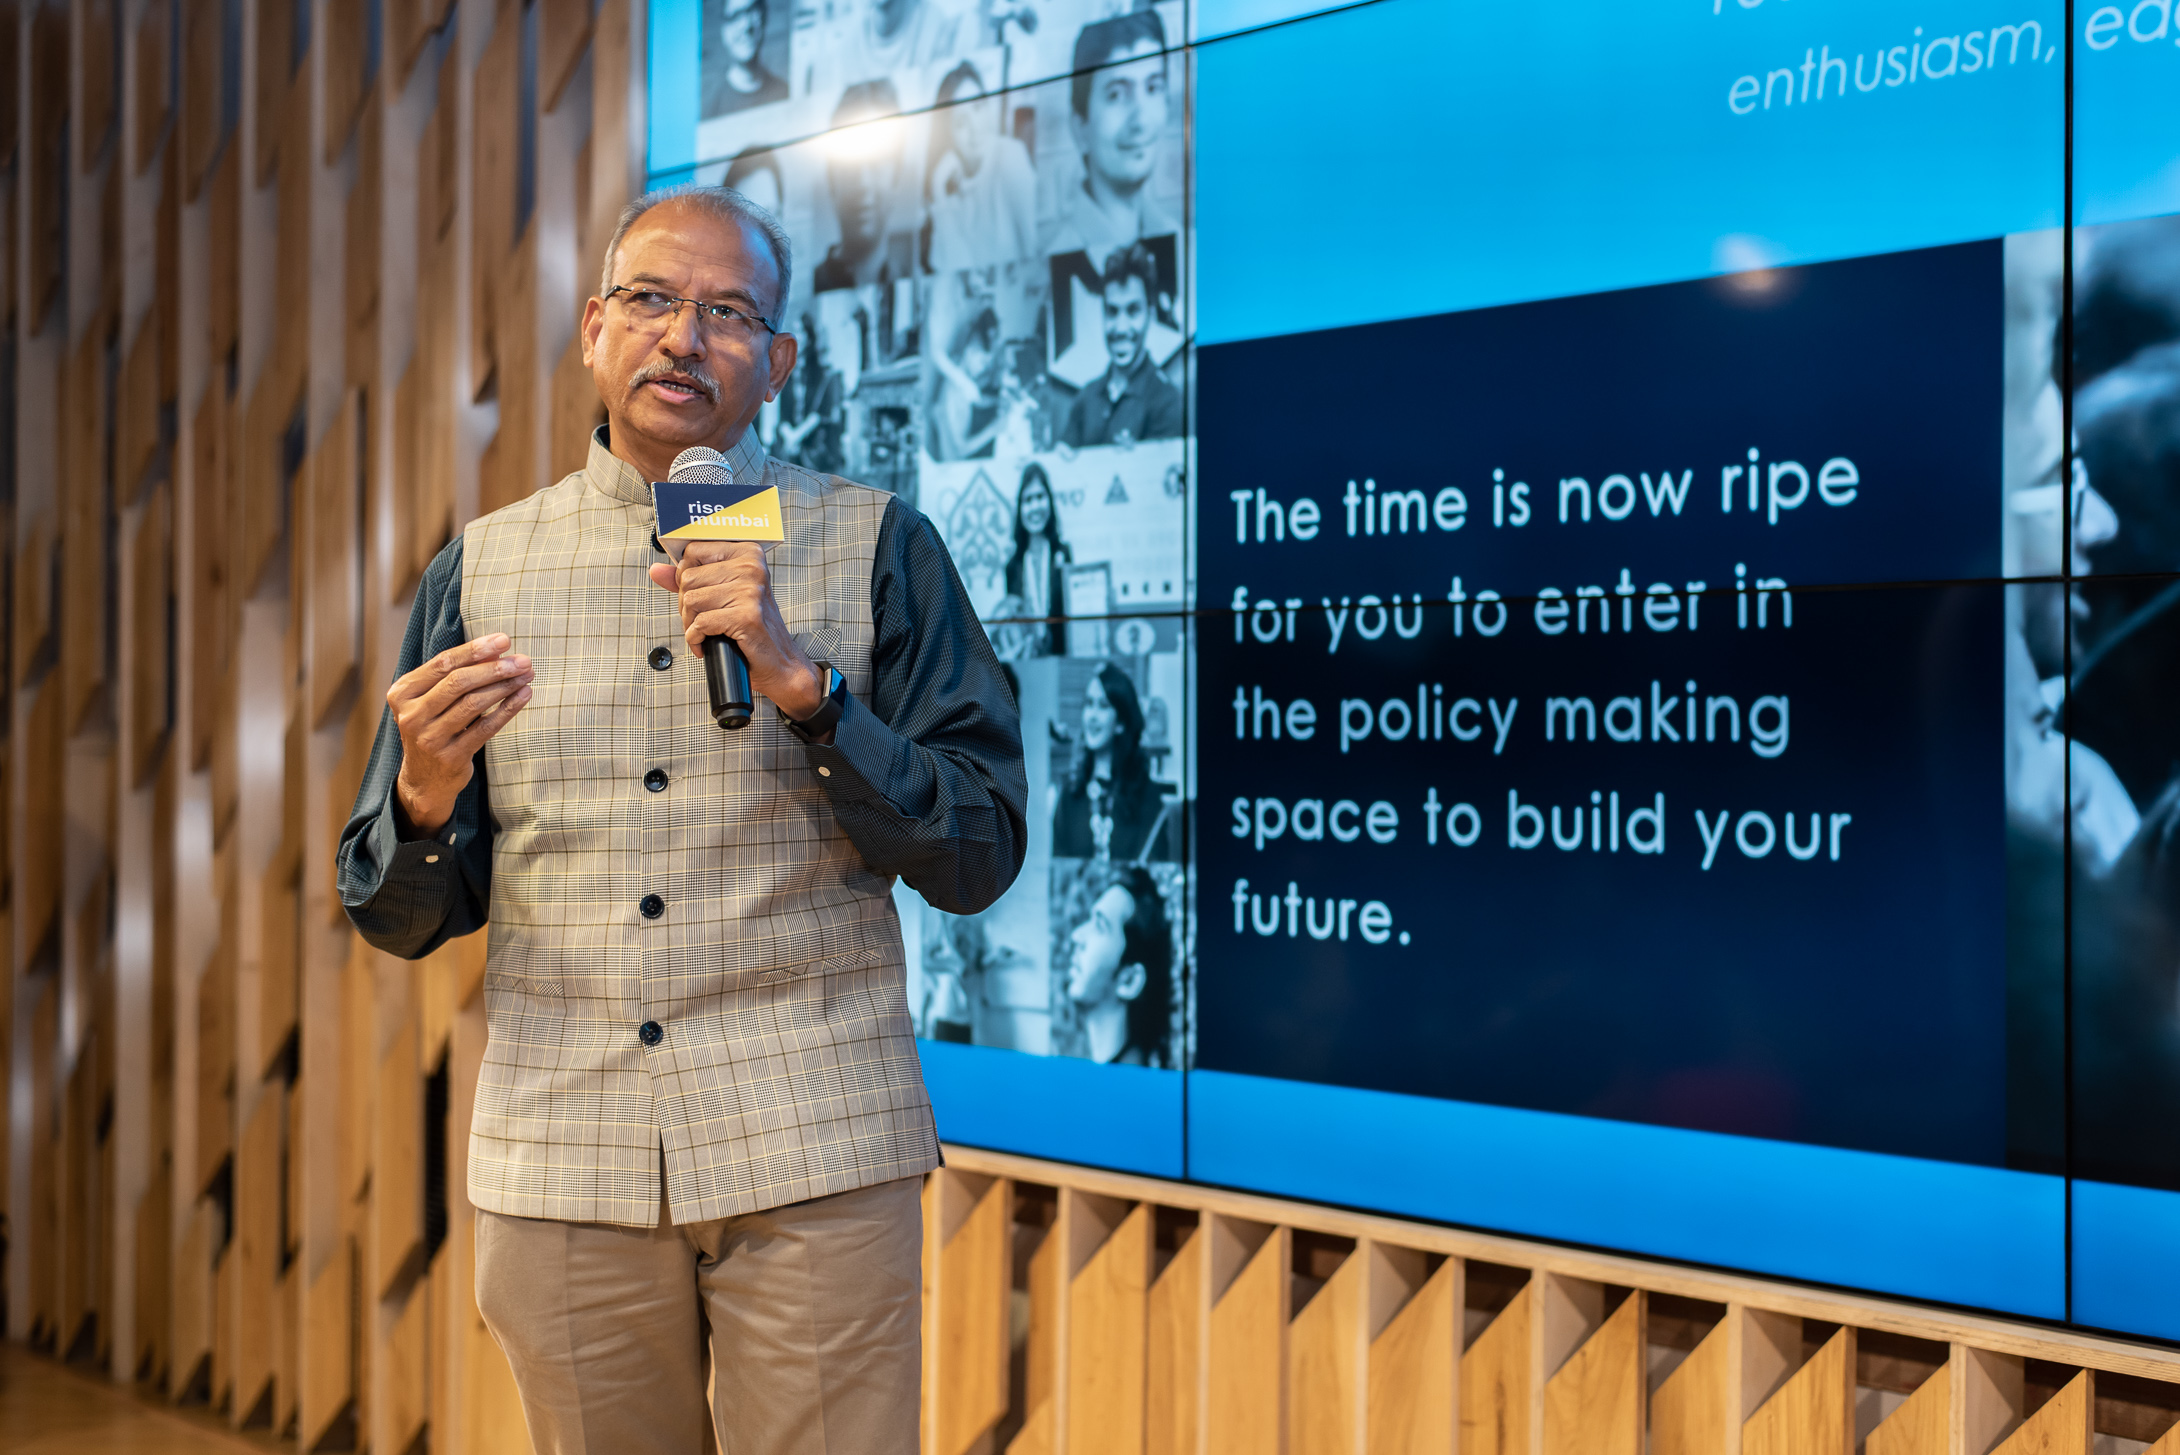 enthusiasm,
rise
mumbai
The time is now ripe
for you to enter in
the policy making
space to build your
future.